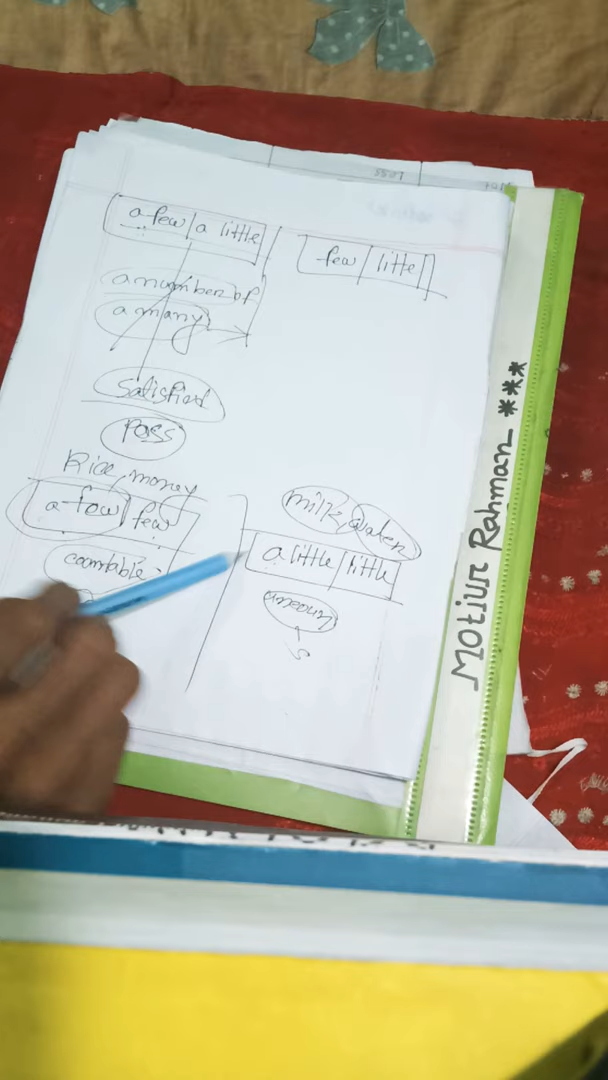 a few | a little
few | little
a number of
a many
Satisfied
Pass
Rice, money
a few | few
countable
milk, water
a little | little
Motiur Rahman ***